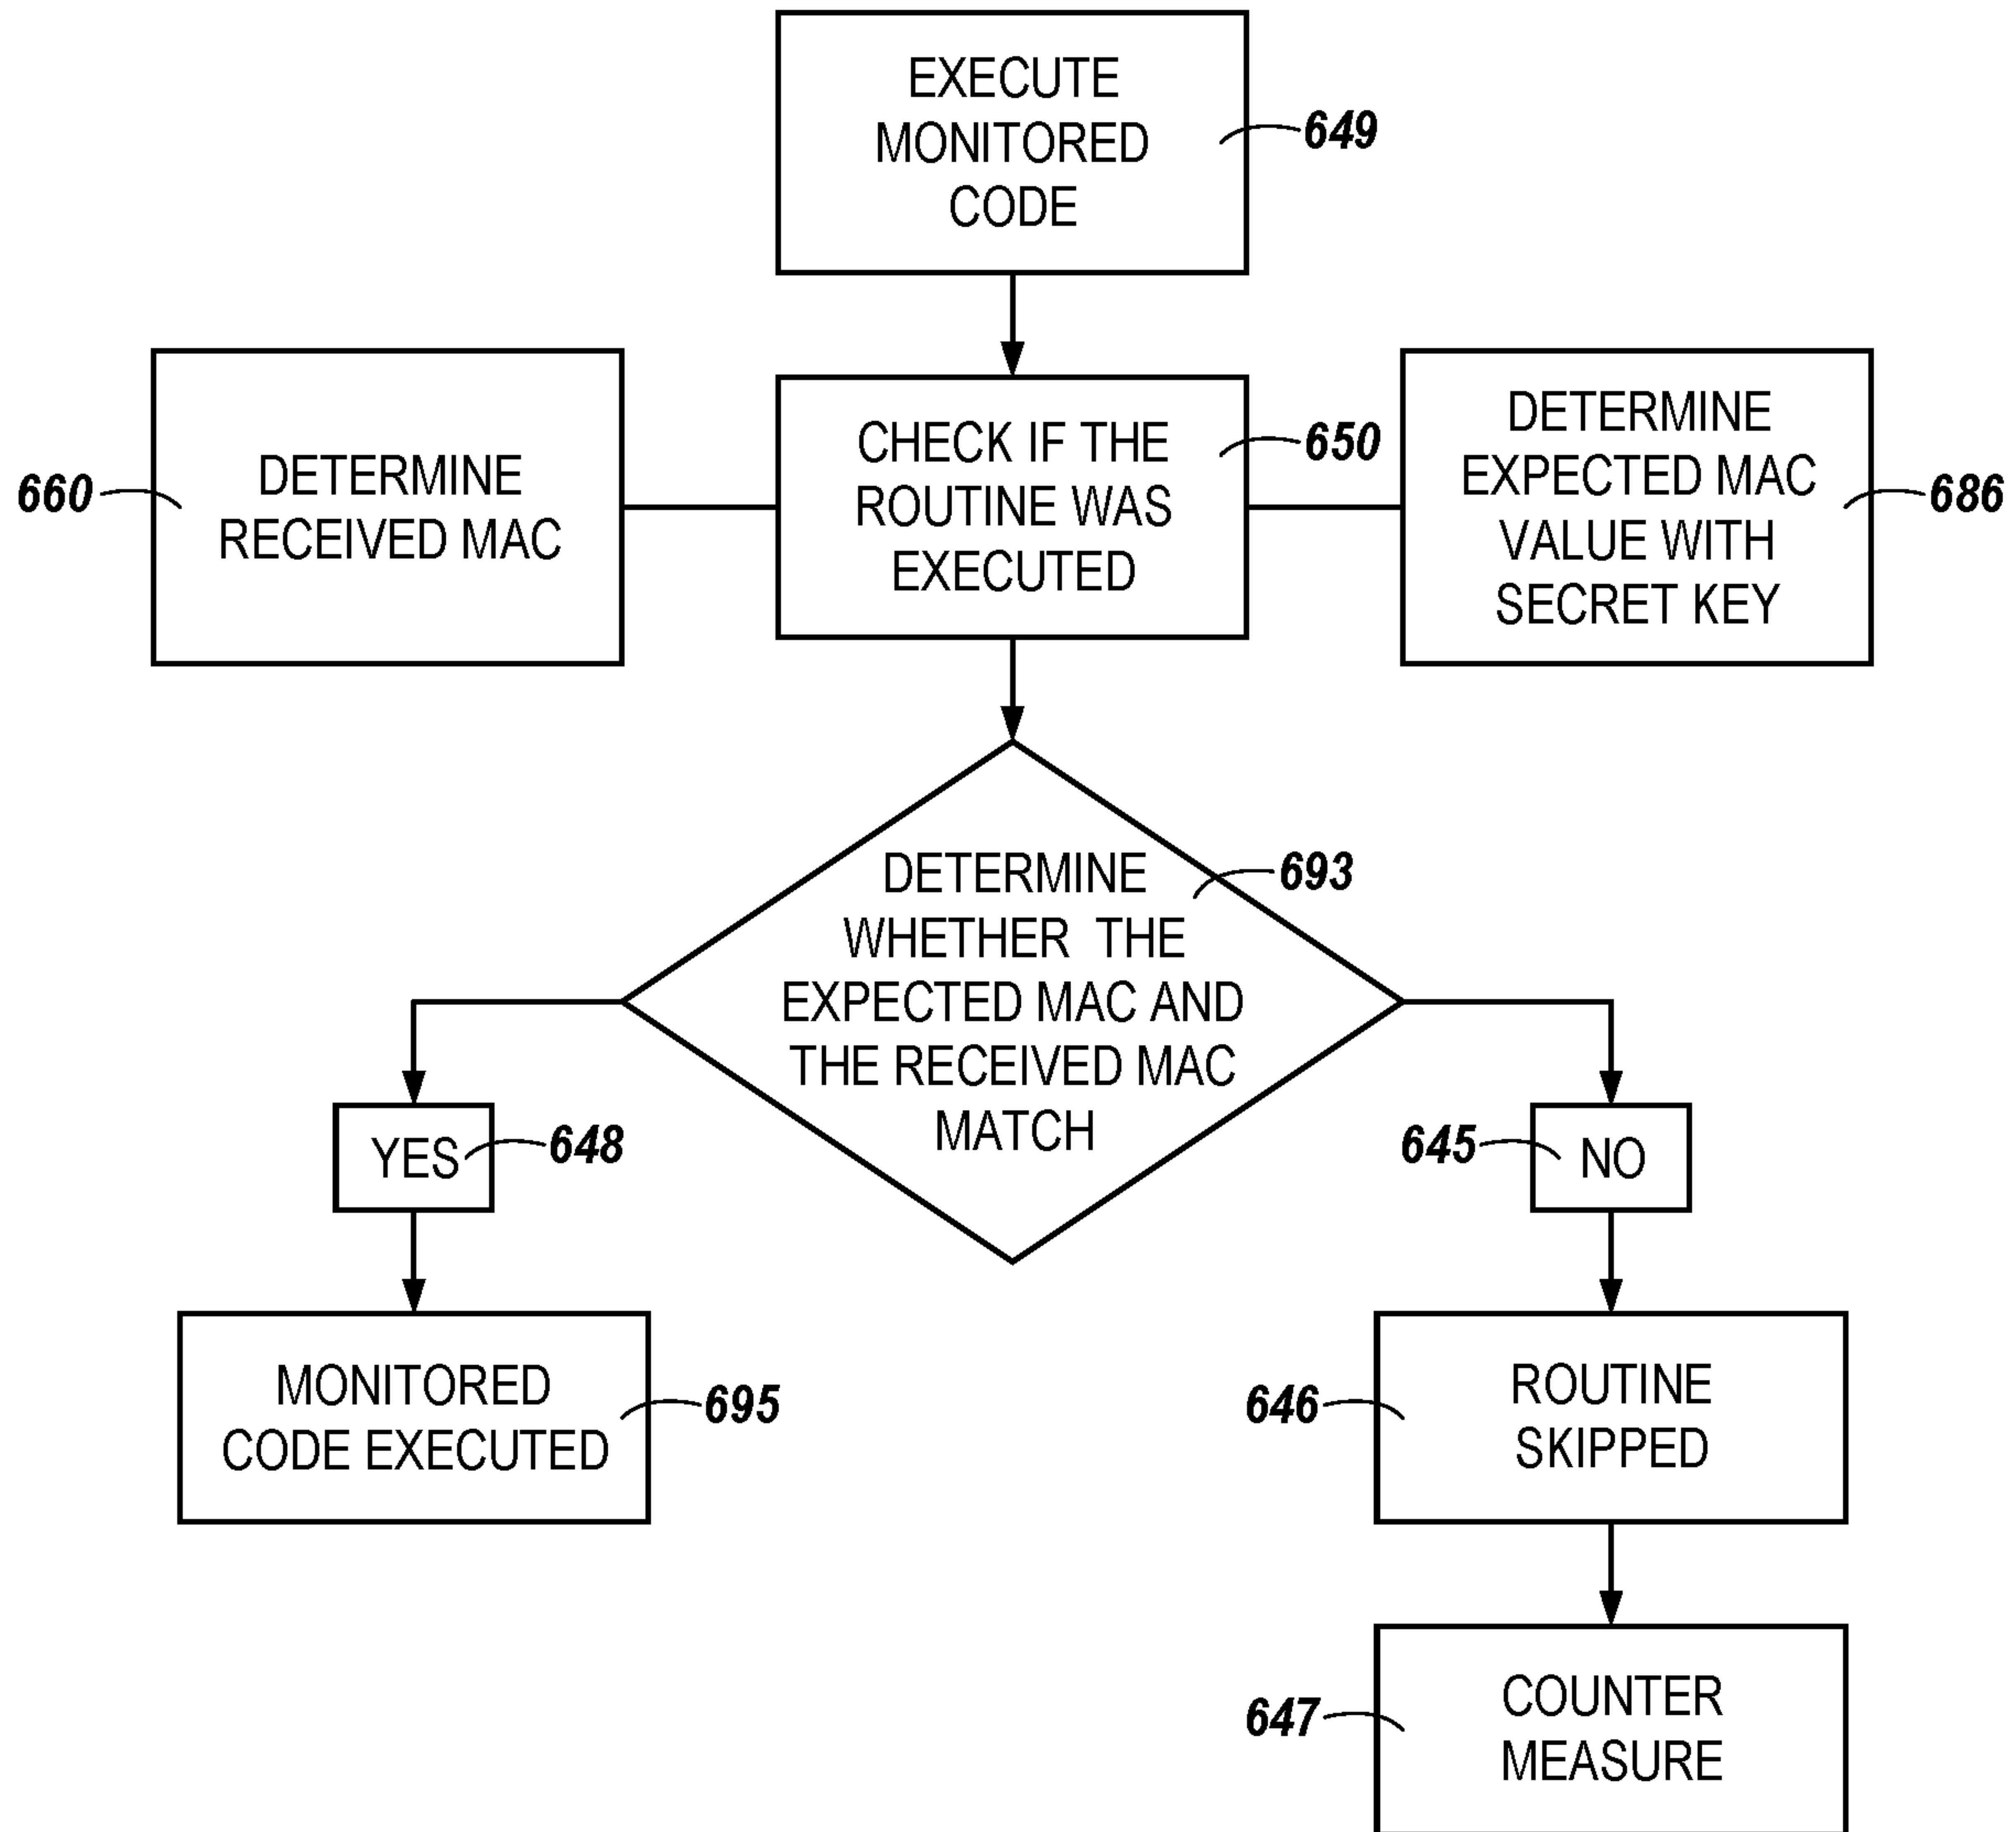 EXECUTE
MONITORED
CODE
649
660
DETERMINE
RECEIVED MAC
CHECK IF THE
ROUTINE WAS
EXECUTED
650
DETERMINE
EXPECTED MAC
VALUE WITH
SECRET KEY
686
DETERMINE
WHETHER THE
EXPECTED MAC AND
THE RECEIVED MAC
MATCH
693
YES
648
645
NO
MONITORED
CODE EXECUTED
695
646
ROUTINE
SKIPPED
647
COUNTER
MEASURE